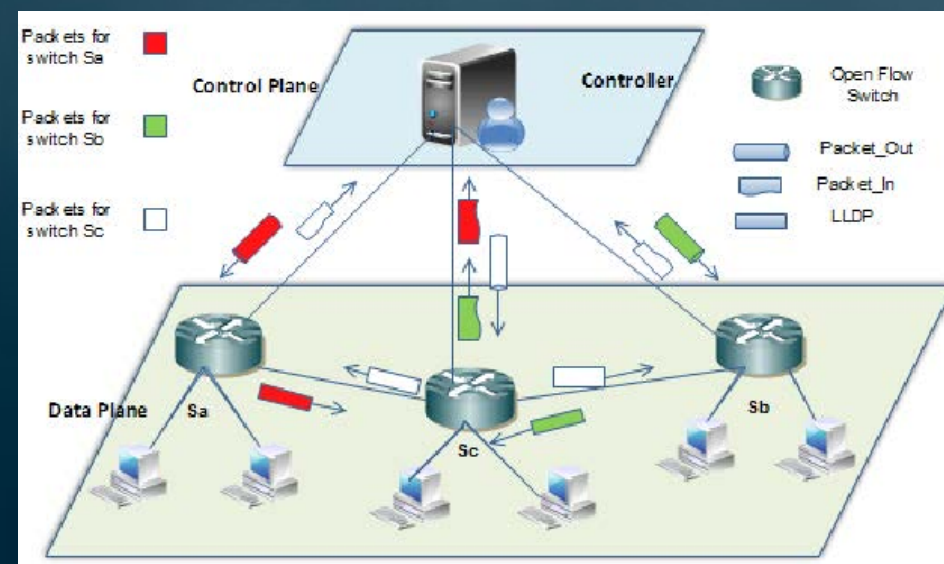 Packets for
switch Sa
Packets for
switch Sb
Packets for
switch Sc
Control Plane
Controller
Open Flow
Switch
Packet_Out
Packet_In
LLDP
Data Plane
Sa
Sc
Sb